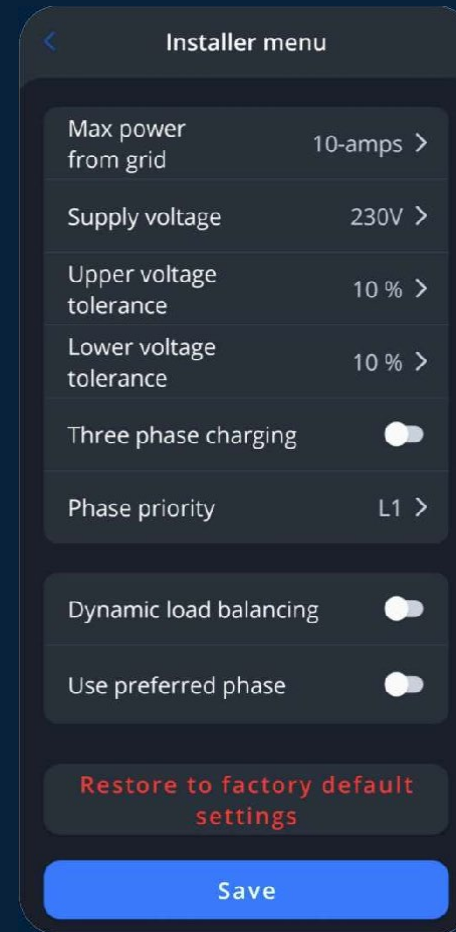 Installer menu
Max power
from grid
10-amps
Supply voltage
230V
Upper voltage
tolerance
10 %
Lower voltage
tolerance
10 %
Three phase charging
Phase priority
L1
Dynamic load balancing
Use preferred phase
Restore to factory default
settings
Save